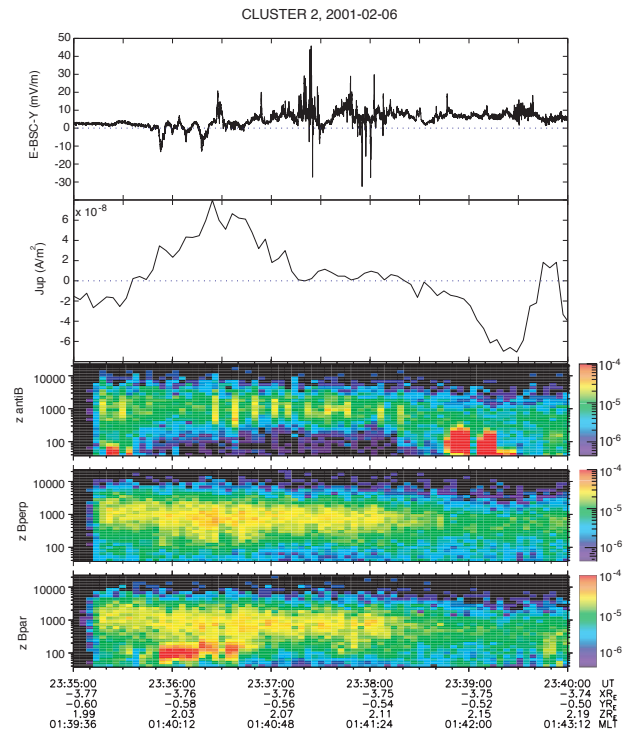 CLUSTER 2, 2001-02-06
E-BSC-Y (mV/m)
50
40
30
20
10
0
-10
-20
-30
Jup (A/m²)
x 10⁻⁸
6
4
2
0
-2
-4
-6
z antiB
10000
1000
100
10⁻⁴
10⁻⁵
10⁻⁶
z Bperp
10000
1000
100
10⁻⁴
10⁻⁵
10⁻⁶
z Bpar
10000
1000
100
10⁻⁴
10⁻⁵
10⁻⁶
23:35:00 23:36:00 23:37:00 23:38:00 23:39:00 23:40:00 UT
−3.77 −3.76 −3.76 −3.75 −3.75 −3.74 XR_E
−0.60 −0.58 −0.56 −0.54 −0.52 −0.50 YR_E
1.99 2.03 2.07 2.11 2.15 2.19 ZR_E
01:39:36 01:40:12 01:40:48 01:41:24 01:42:00 01:43:12 MLT